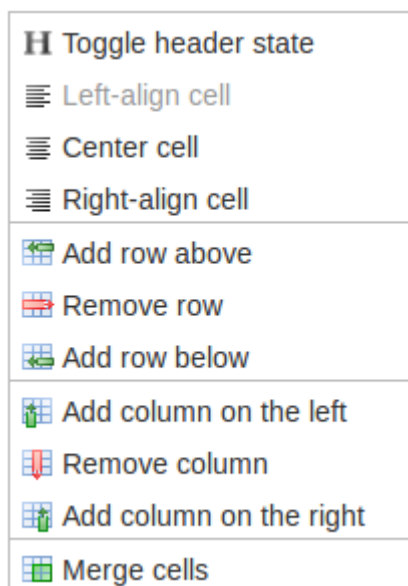 Toggle header state
Left-align cell
Center cell
Right-align cell
Add row above
Remove row
Add row below
Add column on the left
Remove column
Add column on the right
Merge cells